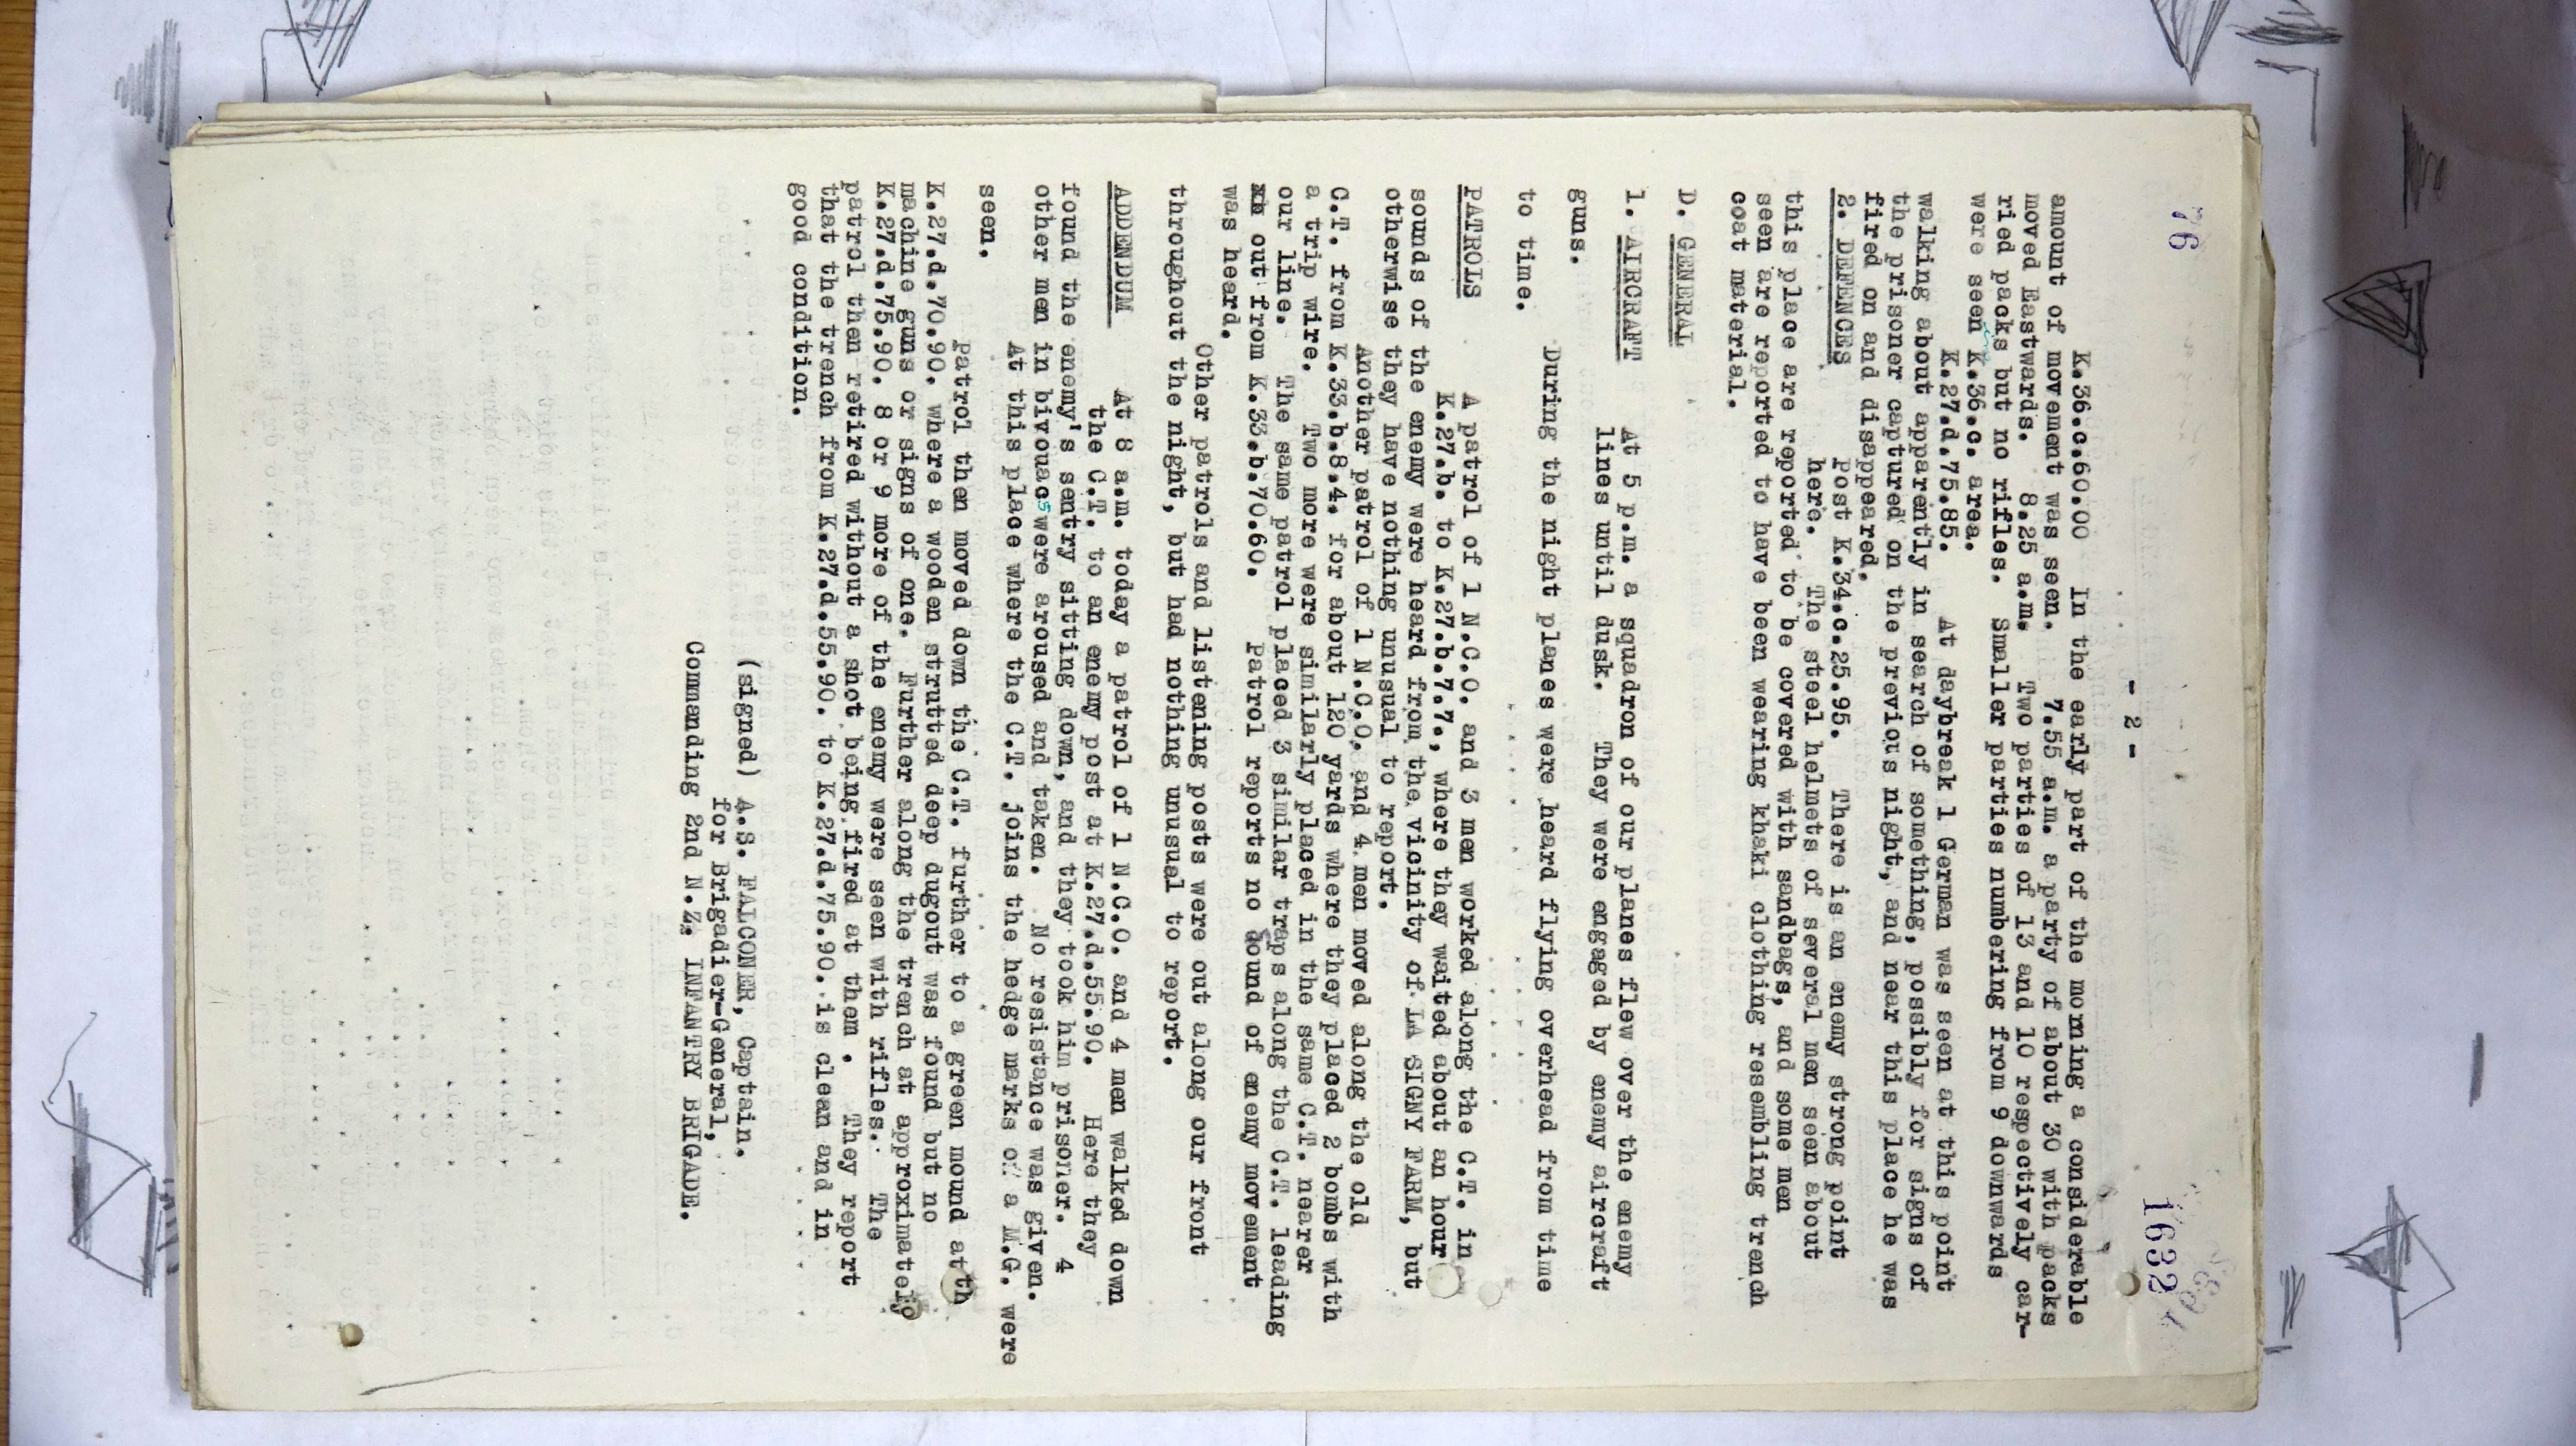 76
- 2 -
1632
K.36.c.60.00 In the early part of the morning a considerable
amount of movement was seen. 7.55 a.m. a party of about 30 with packs
moved Eastwards. 8.25 a.m. Two parties of 13 and 10 respectively car-
ried packs but no rifles. Smaller parties numbering from 9 downwards
were seen in K.36.c. area.
K.27.d.75.85. At daybreak 1 German was seen at this point
walking about apparently in search of something, possibly for signs of
the prisoner captured on the previous night, and near this place he was
fired on and disappeared.
2. DEFENCES post K.34.c.25.95. There is an enemy strong point
here. The steel helmets of several men seen about
this place are reported to be covered with sandbags, and some men
seen are reported to have been wearing khaki clothing resembling trench
coat material.
D. GENERAL
1. AIRCRAFT At 5 p.m. a squadron of our planes flew over the enemy
lines until dusk. They were engaged by enemy aircraft
guns.
During the night planes were heard flying overhead from time
to time.
PATROLS A patrol of 1 N.C.O. and 3 men worked along the C.T. in
K.27.b. to K.27.b.7.7., where they waited about an hour
sounds of the enemy were heard from the vicinity of LA SIGNY FARM, but
otherwise they have nothing unusual to report.
Another patrol of 1 N.C.O. and 4 men moved along the old
C.T. from K.33.b.8.4. for about 120 yards where they placed 2 bombs with
a trip wire. Two more were similarly placed in the same C.T. nearer
our line. The same patrol placed 3 similar traps along the C.T. leading
out from K.33.b.70.60. Patrol reports no sound of enemy movement
was heard.
Other patrols and listening posts were out along our front
throughout the night, but had nothing unusual to report.
ADDENDUM At 8 a.m. today a patrol of 1 N.C.O. and 4 men walked down
the C.T. to an enemy post at K.27.d.55.90. Here they
found the enemy's sentry sitting down, and they took him prisoner. 4
other men in bivouacs were aroused and taken. No resistance was given.
At this place where the C.T. joins the hedge marks of a M.G. were
seen.
Patrol then moved down the C.T. further to a green mound at th
K.27.d.70.90. where a wooden strutted deep dugout was found but no
machine guns or signs of one. Further along the trench at approximately
K.27.d.75.90. 8 or 9 more of the enemy were seen with rifles. The
patrol then retired without a shot being fired at them . They report
that the trench from K.27.d.55.90. to K.27.d.75.90. is clean and in
good condition.
(signed) A.S. FALCONER, Captain.
for Brigadier-General,
Commanding 2nd N.Z. INFANTRY BRIGADE.